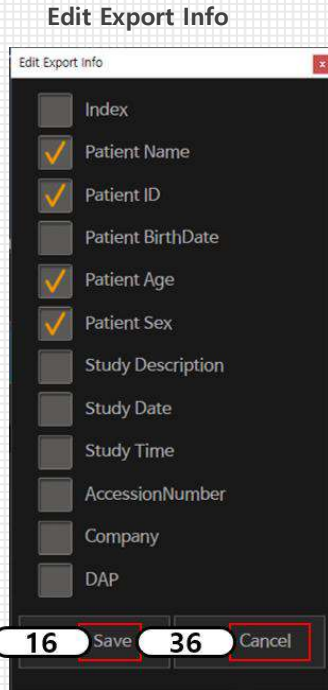 Edit Export Info
Edit Export Info x
Index
Patient Name
Patient ID
Patient BirthDate
Patient Age
Patient Sex
Study Description
Study Date
Study Time
AccessionNumber
Company
DAP
16 Save 36 Cancel